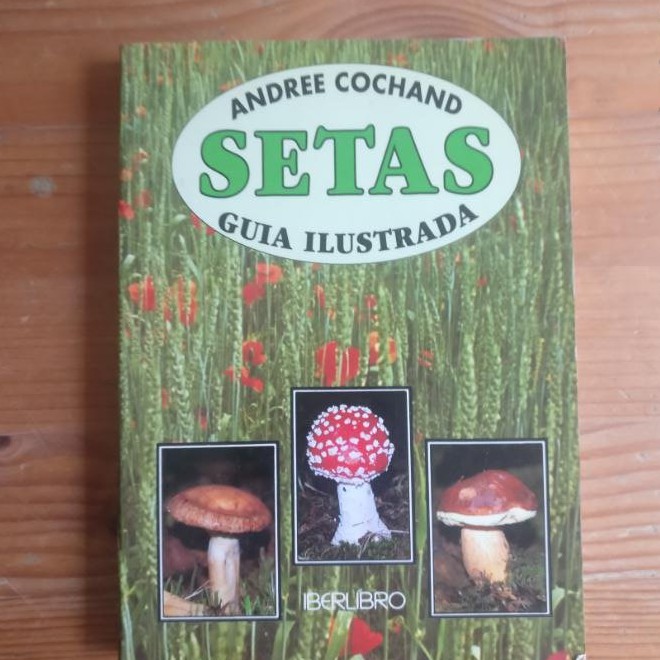 ANDREE COCHAND
SETAS
GUIA ILUSTRADA
IBERLIBRO